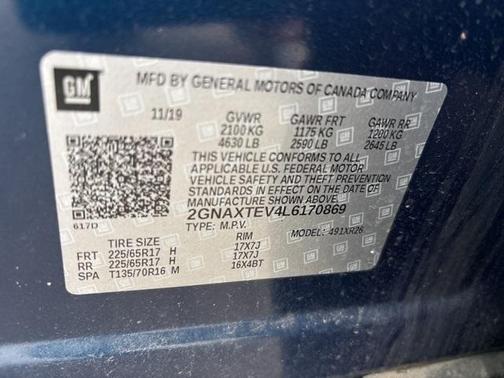 GM
MFD BY GENERAL MOTORS OF CANADA COMPANY
11/19 GVWR GAWR FRT GAWR RR
2100 KG 1175 KG 1200 KG
4630 LB 2590 LB 2645 LB
THIS VEHICLE CONFORMS TO ALL
APPLICABLE U.S. FEDERAL MOTOR
VEHICLE SAFETY AND THEFT PREVENTION
STANDARDS IN EFFECT ON THE DATE OF
MANUFACTURE SHOWN ABOVE.
2GNAXTEV4L6170869
617D TYPE: M.P.V. MODEL: 491XR26
TIRE SIZE RIM
FRT 225/65R17 H 17X7J
RR 225/65R17 H 17X7J
SPA T135/70R16 M 16X4BT